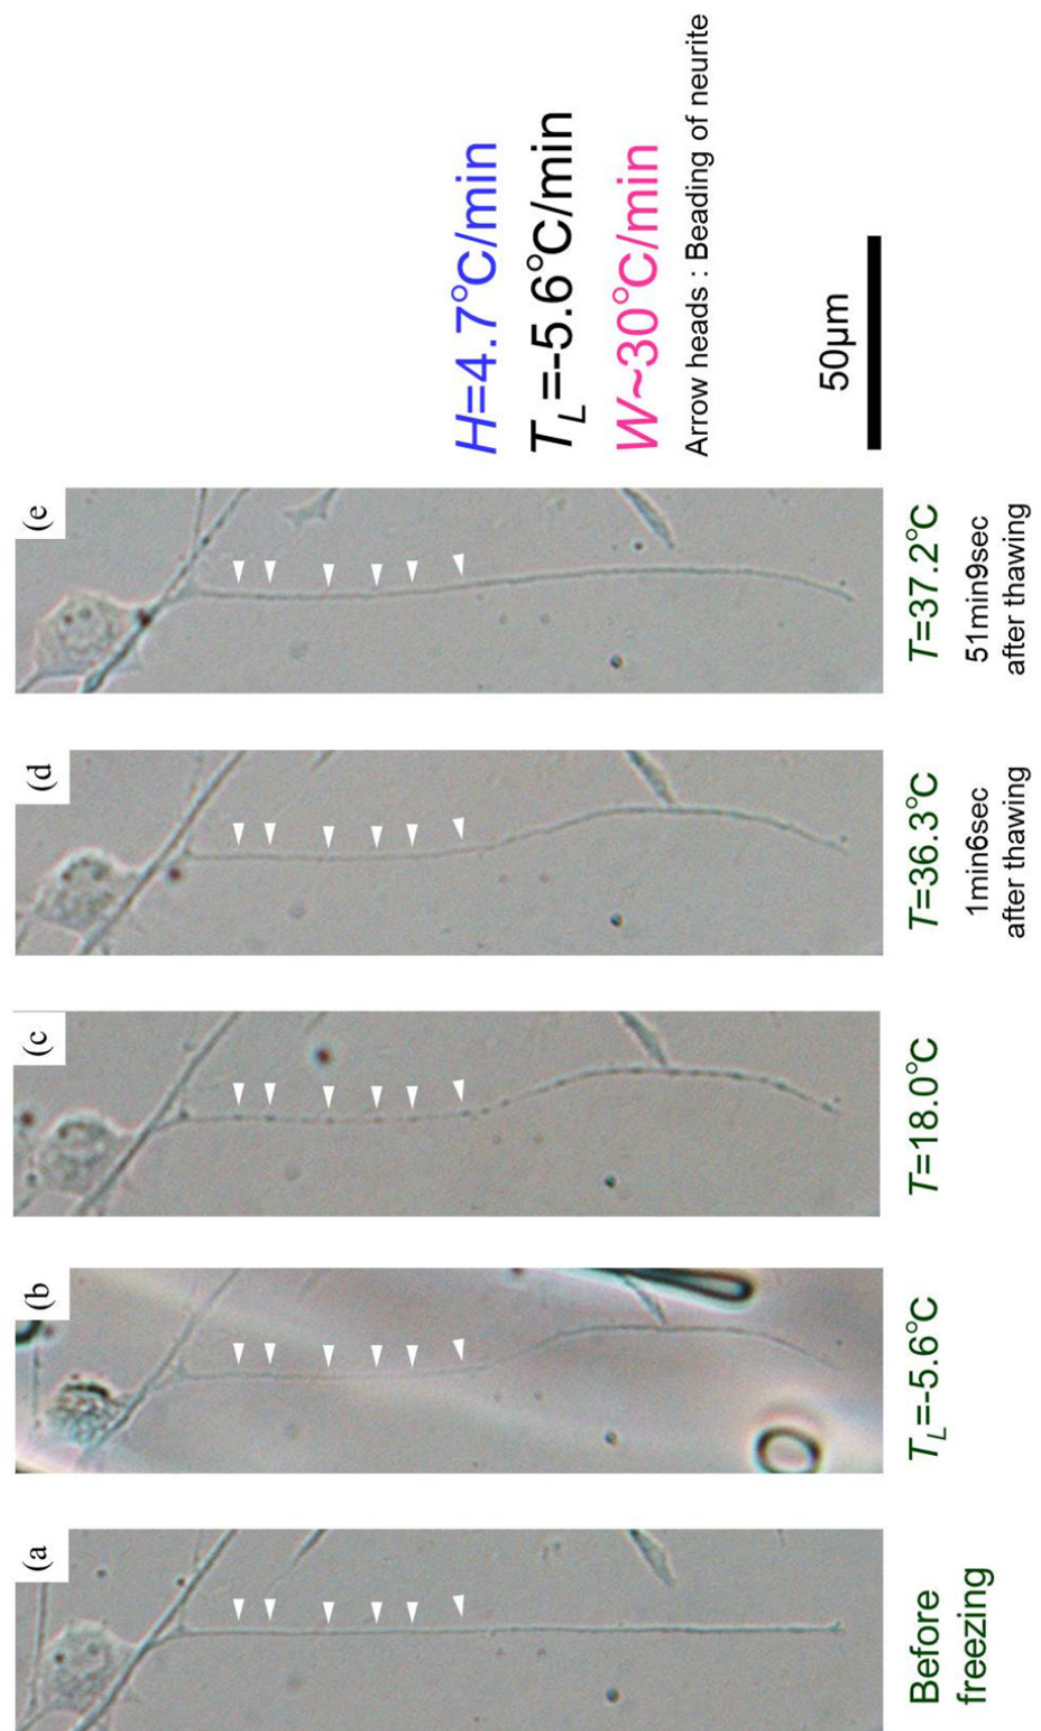 (a)
(b)
(c)
(d)
(e)
Before
freezing
T_L=-5.6°C
T=18.0°C
T=36.3°C
1min6sec
after thawing
T=37.2°C
51min9sec
after thawing
H=4.7°C/min
T_L=-5.6°C/min
W~30°C/min
Arrow heads : Beading of neurite
50μm